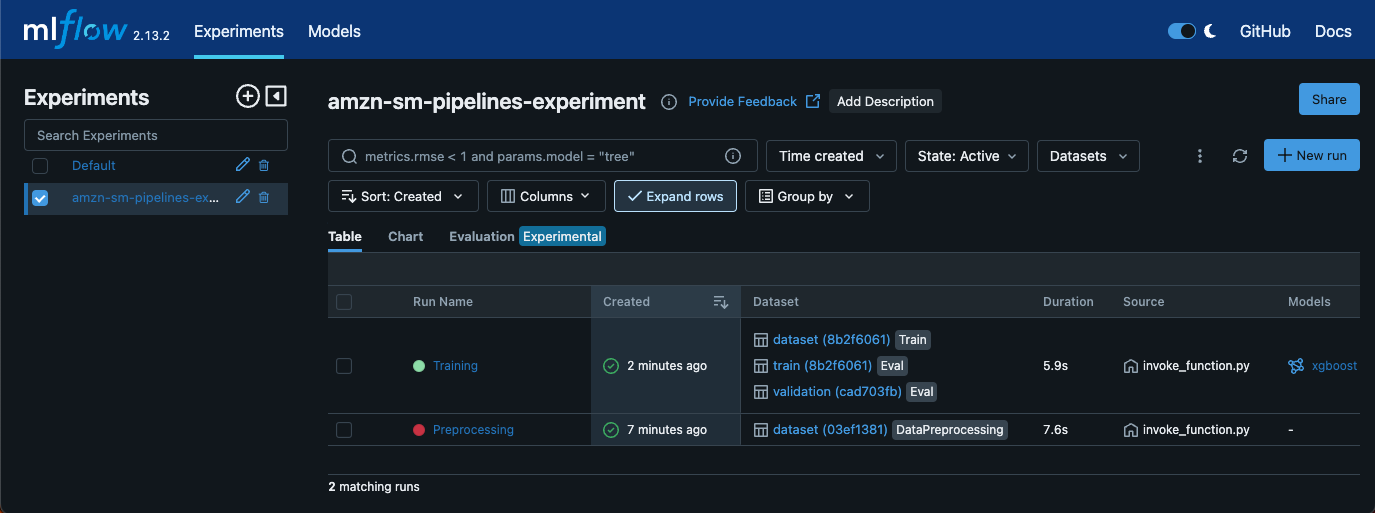 mlflow 2.13.2 Experiments Models GitHub Docs
Experiments
Search Experiments
Default
amzn-sm-pipelines-ex...
amzn-sm-pipelines-experiment Provide Feedback Add Description Share
metrics.rmse < 1 and params.model = "tree" Time created State: Active Datasets + New run
Sort: Created Columns Expand rows Group by
Table Chart Evaluation Experimental
Run Name Created Dataset Duration Source Models
dataset (8b2f6061) Train
Training 2 minutes ago train (8b2f6061) Eval 5.9s invoke_function.py xgboost
validation (cad703fb) Eval
Preprocessing 7 minutes ago dataset (03ef1381) DataPreprocessing 7.6s invoke_function.py -
2 matching runs